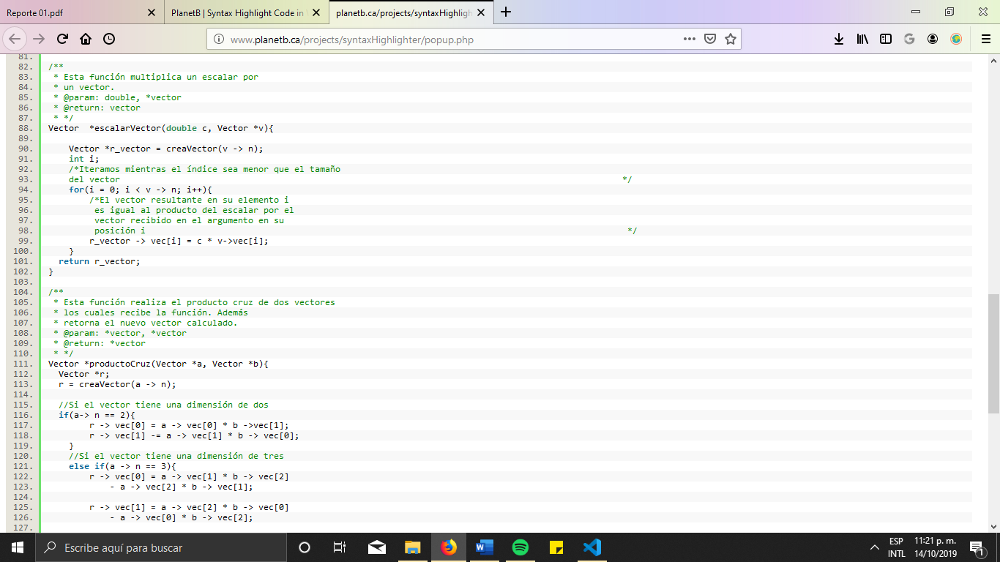 Reporte 01.pdf
PlanetB | Syntax Highlight Code in
planetb.ca/projects/syntaxHighligh
www.planetb.ca/projects/syntaxHighlighter/popup.php
81.
82. /**
83.  * Esta función multiplica un escalar por
84.  * un vector.
85.  * @param: double, *vector
86.  * @return: vector
87.  * */
88. Vector  *escalarVector(double c, Vector *v){
89.
90.     Vector *r_vector = creaVector(v -> n);
91.     int i;
92.     /*Iteramos mientras el índice sea menor que el tamaño
93.     del vector */
94.     for(i = 0; i < v -> n; i++){
95.         /*El vector resultante en su elemento i
96.          es igual al producto del escalar por el
97.          vector recibido en el argumento en su
98.          posición i */
99.         r_vector -> vec[i] = c * v->vec[i];
100.     }
101.   return r_vector;
102. }
103.
104. /**
105.  * Esta función realiza el producto cruz de dos vectores
106.  * los cuales recibe la función. Además
107.  * retorna el nuevo vector calculado.
108.  * @param: *vector, *vector
109.  * @return: *vector
110.  * */
111. Vector *productoCruz(Vector *a, Vector *b){
112.   Vector *r;
113.   r = creaVector(a -> n);
114.
115.   //Si el vector tiene una dimensión de dos
116.   if(a-> n == 2){
117.         r -> vec[0] = a -> vec[0] * b ->vec[1];
118.         r -> vec[1] -= a -> vec[1] * b -> vec[0];
119.     }
120.     //Si el vector tiene una dimensión de tres
121.     else if(a -> n == 3){
122.         r -> vec[0] = a -> vec[1] * b -> vec[2]
123.             - a -> vec[2] * b -> vec[1];
124.
125.         r -> vec[1] = a -> vec[2] * b -> vec[0]
126.             - a -> vec[0] * b -> vec[2];
127.
Escribe aquí para buscar
ESP
INTL
11:21 p. m.
14/10/2019
1